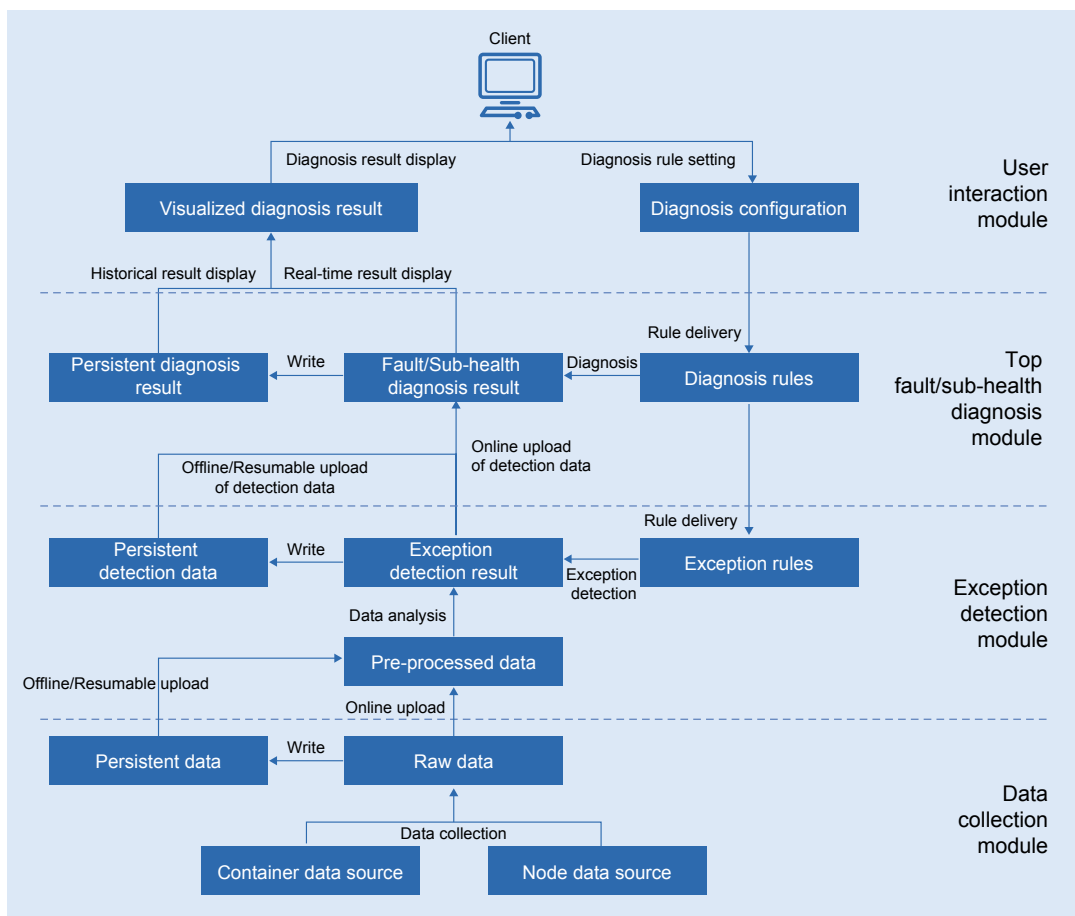 Client
Diagnosis result display
Diagnosis rule setting
User
interaction
module
Visualized diagnosis result
Diagnosis configuration
Historical result display
Real-time result display
Rule delivery
Top
fault/sub-health
diagnosis
module
Persistent diagnosis
result
Write
Fault/Sub-health
diagnosis result
Diagnosis
Diagnosis rules
Offline/Resumable upload
of detection data
Online upload
of detection data
Rule delivery
Persistent
detection data
Write
Exception
detection result
Exception
detection
Exception rules
Exception
detection
module
Data analysis
Pre-processed data
Offline/Resumable upload
Online upload
Persistent data
Write
Raw data
Data
collection
module
Data collection
Container data source
Node data source